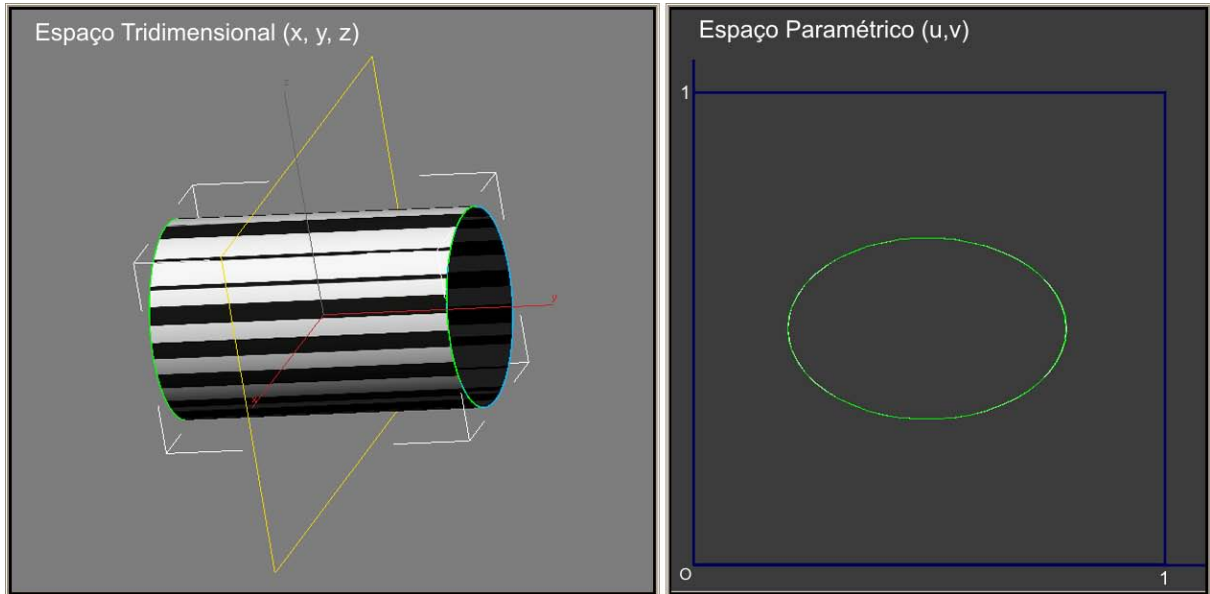 Espaço Tridimensional (x, y, z)
z
y
x
Espaço Paramétrico (u,v)
1
O
1